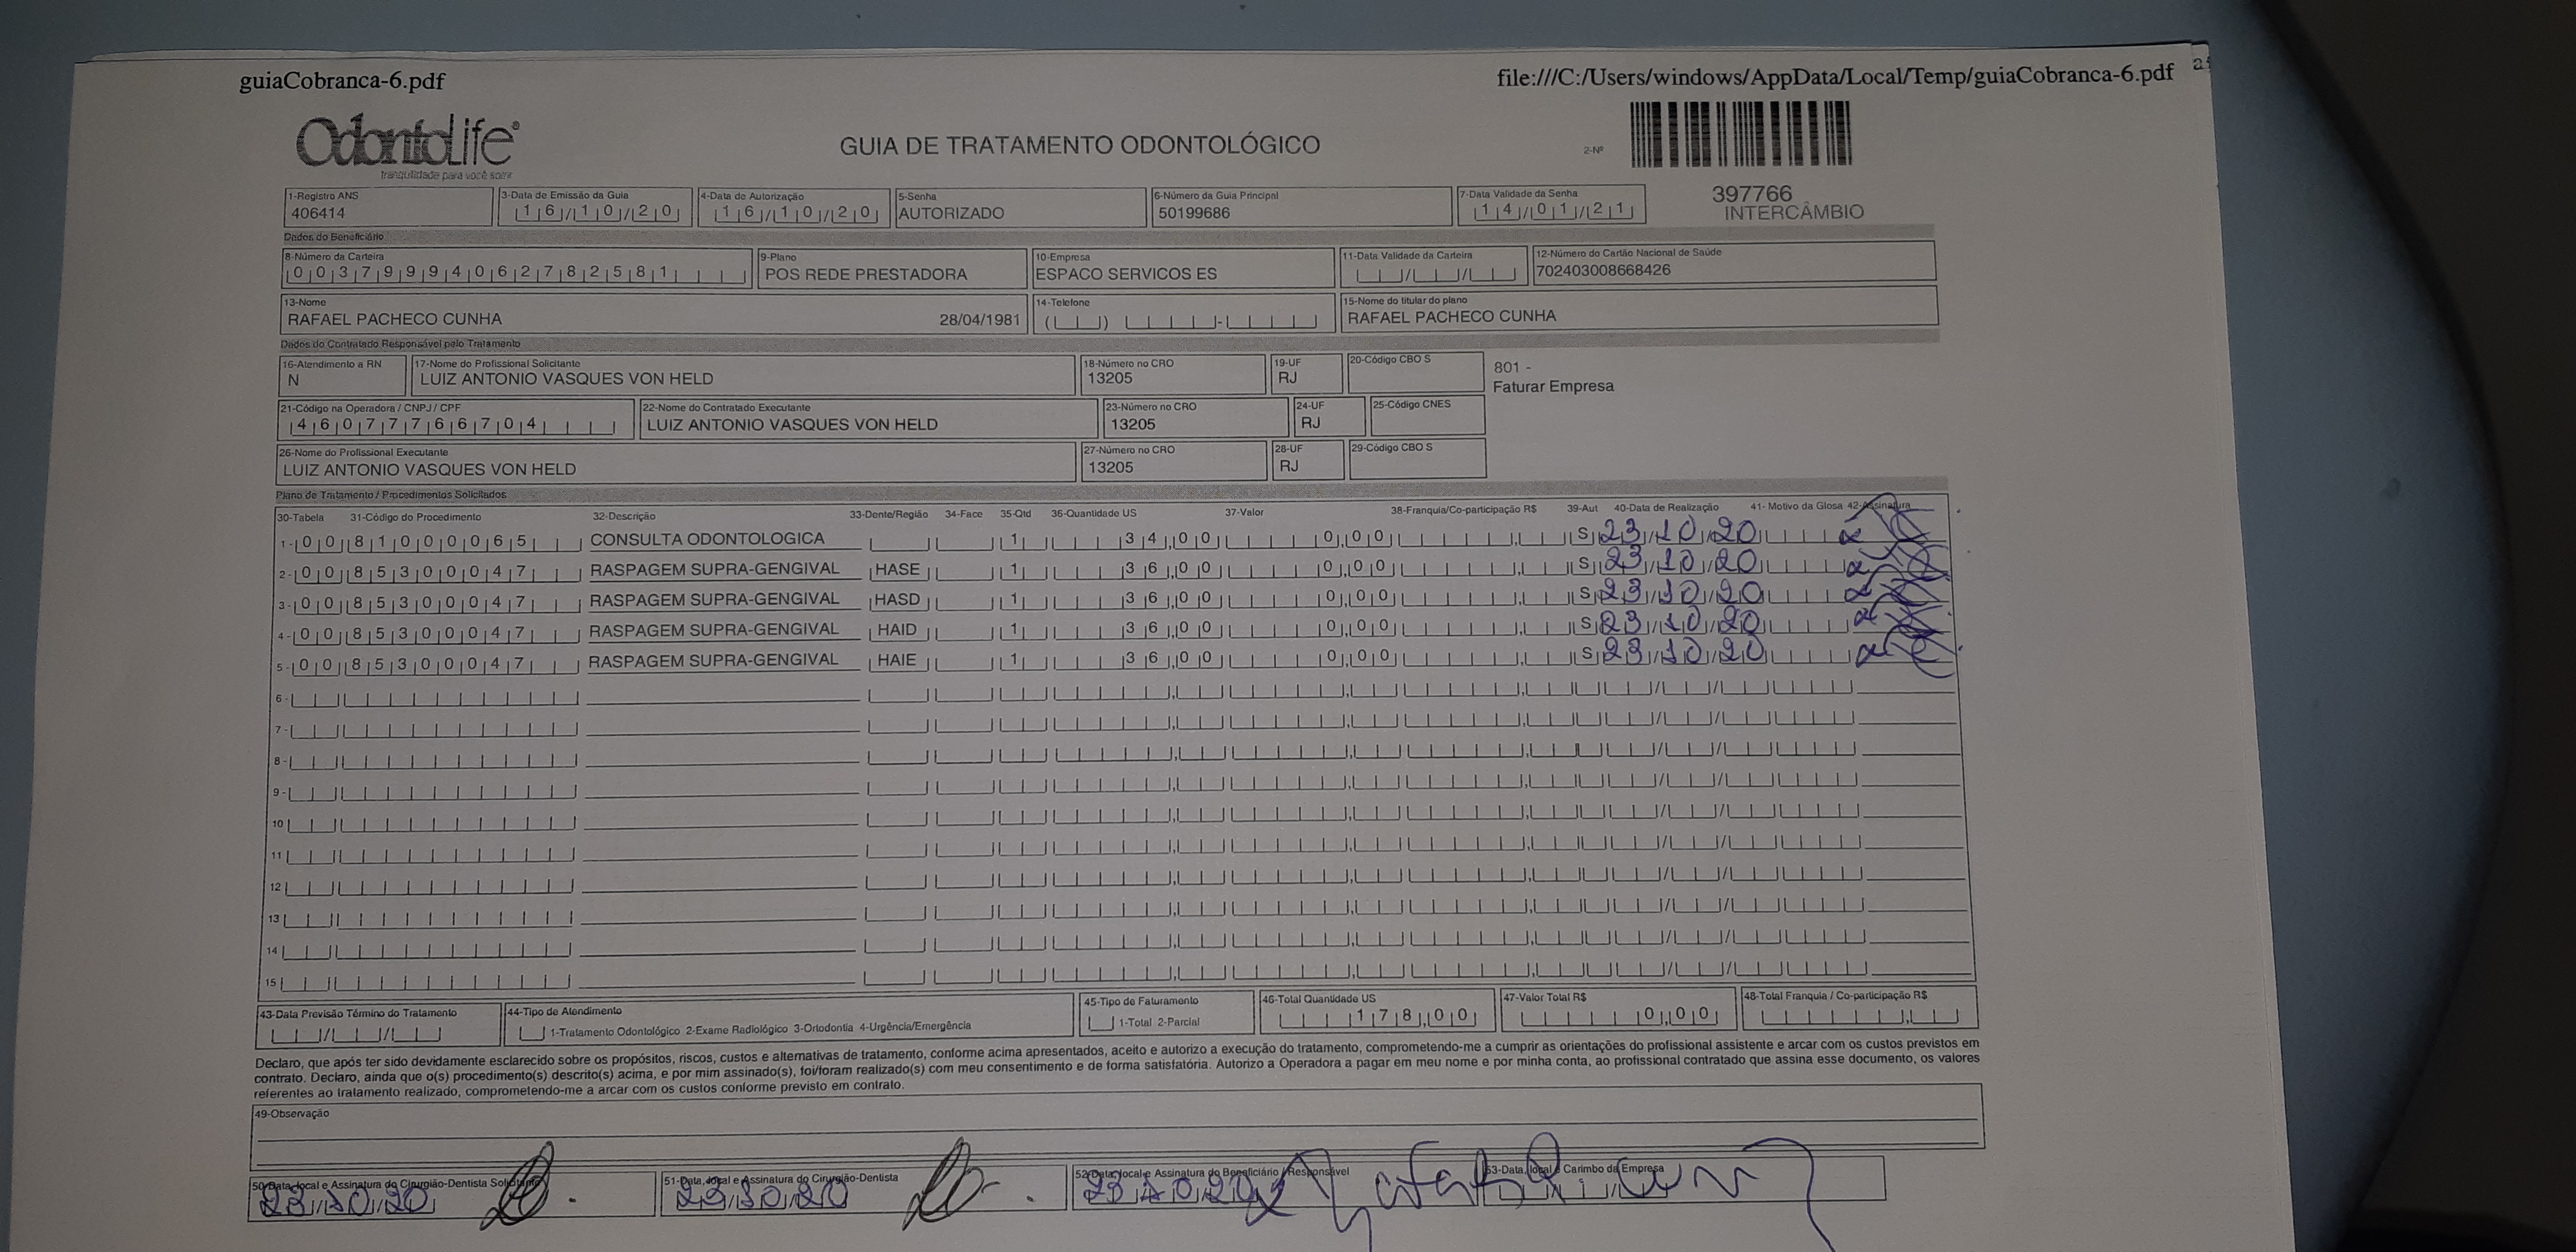 guiaCobranca-6.pdf file:///C:/Users/windows/AppData/Local/Temp/guiaCobranca-6.pdf
OdontoLife®
tranquilidade para você sorrir
GUIA DE TRATAMENTO ODONTOLÓGICO
2-Nº
397766
INTERCÂMBIO
1-Registro ANS 3-Data de Emissão da Guia 4-Data de Autorização 5-Senha 6-Número da Guia Principal 7-Data Validade da Senha
406414 16/10/20 16/10/20 AUTORIZADO 50199686 14/01/21
Dados do Beneficiário
8-Número da Carteira 9-Plano 10-Empresa 11-Data Validade da Carteira 12-Número do Cartão Nacional de Saúde
00379994062782581 POS REDE PRESTADORA ESPACO SERVICOS ES 702403008668426
13-Nome 14-Telefone 15-Nome do titular do plano
RAFAEL PACHECO CUNHA 28/04/1981 RAFAEL PACHECO CUNHA
Dados do Contratado Responsável pelo Tratamento
16-Atendimento a RN 17-Nome do Profissional Solicitante 18-Número no CRO 19-UF 20-Código CBO S
N LUIZ ANTONIO VASQUES VON HELD 13205 RJ
801 -
Faturar Empresa
21-Código na Operadora / CNPJ / CPF 22-Nome do Contratado Executante 23-Número no CRO 24-UF 25-Código CNES
46077766704 LUIZ ANTONIO VASQUES VON HELD 13205 RJ
26-Nome do Profissional Executante 27-Número no CRO 28-UF 29-Código CBO S
LUIZ ANTONIO VASQUES VON HELD 13205 RJ
Plano de Tratamento / Procedimentos Solicitados
30-Tabela 31-Código do Procedimento 32-Descrição 33-Dente/Região 34-Face 35-Qtd 36-Quantidade US 37-Valor 38-Franquia/Co-participação R$ 39-Aut 40-Data de Realização 41- Motivo da Glosa 42-Assinatura
1- 00 81000065 CONSULTA ODONTOLOGICA 1 34,00 0,00 S 23/10/20
2- 00 85300047 RASPAGEM SUPRA-GENGIVAL HASE 1 36,00 0,00 S 23/10/20
3- 00 85300047 RASPAGEM SUPRA-GENGIVAL HASD 1 36,00 0,00 S 23/10/20
4- 00 85300047 RASPAGEM SUPRA-GENGIVAL HAID 1 36,00 0,00 S 23/10/20
5- 00 85300047 RASPAGEM SUPRA-GENGIVAL HAIE 1 36,00 0,00 S 23/10/20
6-
7-
8-
9-
10
11
12
13
14
15
43-Data Previsão Término do Tratamento 44-Tipo de Atendimento 45-Tipo de Faturamento 46-Total Quantidade US 47-Valor Total R$ 48-Total Franquia / Co-participação R$
1-Tratamento Odontológico 2-Exame Radiológico 3-Ortodontia 4-Urgência/Emergência 1-Total 2-Parcial 178,00 0,00
Declaro, que após ter sido devidamente esclarecido sobre os propósitos, riscos, custos e alternativas de tratamento, conforme acima apresentados, aceito e autorizo a execução do tratamento, comprometendo-me a cumprir as orientações do profissional assistente e arcar com os custos previstos em
contrato. Declaro, ainda que o(s) procedimento(s) descrito(s) acima, e por mim assinado(s), foi/foram realizado(s) com meu consentimento e de forma satisfatória. Autorizo a Operadora a pagar em meu nome e por minha conta, ao profissional contratado que assina esse documento, os valores
referentes ao tratamento realizado, comprometendo-me a arcar com os custos conforme previsto em contrato.
49-Observação
50-Data, local e Assinatura do Cirurgião-Dentista Solicitante 51-Data, local e Assinatura do Cirurgião-Dentista 52-Data, local e Assinatura do Beneficiário / Responsável 53-Data, local e Carimbo da Empresa
23/10/20 23/10/20 23/10/20